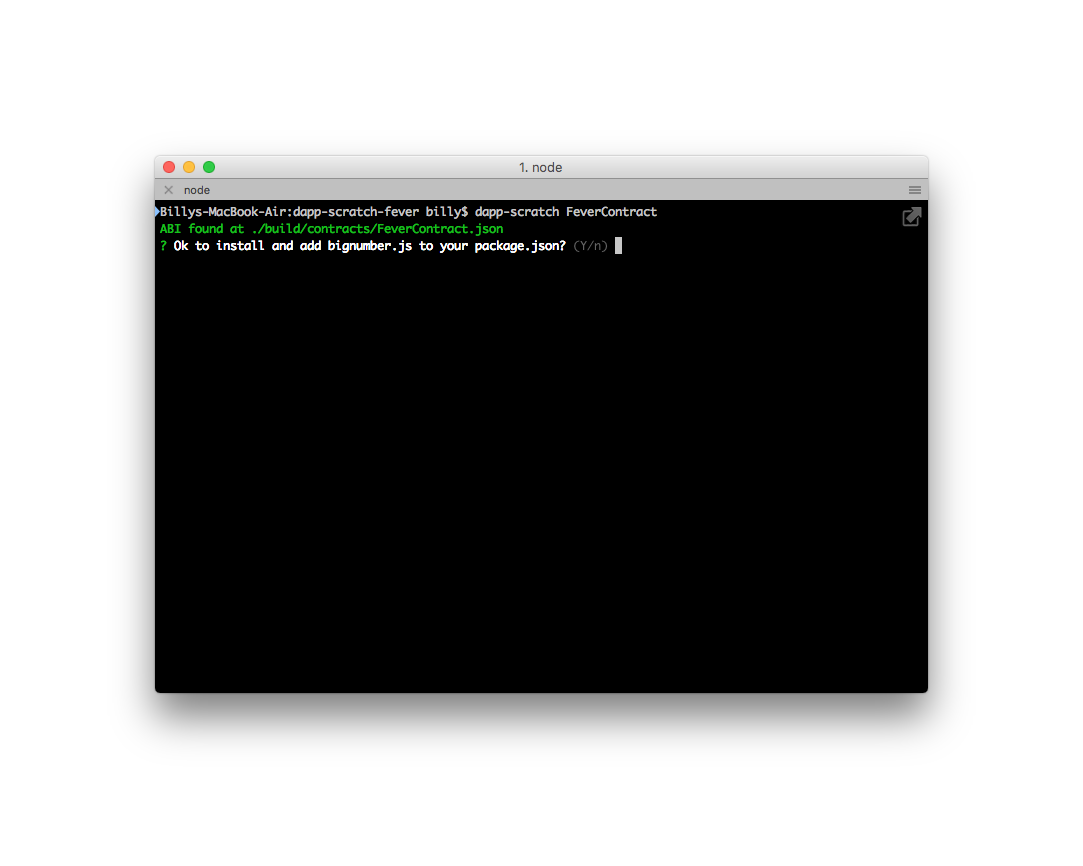 1. node
node
Billys-MacBook-Air:dapp-scratch-fever billy$ dapp-scratch FeverContract
ABI found at ./build/contracts/FeverContract.json
? Ok to install and add bignumber.js to your package.json? (Y/n)